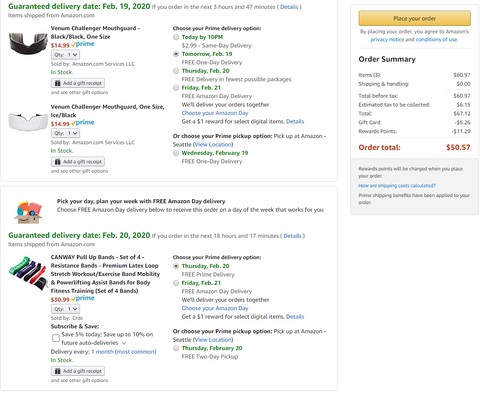 Guaranteed delivery date: Feb. 19, 2020 If you order in the next 3 hours and 47 minutes ( Details )
Items shipped from Amazon.com
Venum Challenger Mouthguard -
Black/Black, One Size
$14.99 prime
Qty: 1
Sold by: Amazon.com Services LLC
In Stock.
Add a gift receipt
and see other gift options
Venum Challenger Mouthguard, One Size,
Ice/Black
$14.99 prime
Qty: 1
Sold by: Amazon.com Services LLC
In Stock.
Add a gift receipt
and see other gift options
Choose your Prime delivery option:
Today by 10PM
$2.99 - Same-Day Delivery
Tomorrow, Feb. 19
FREE One-Day Delivery
Thursday, Feb. 20
FREE Delivery in fewest possible packages
Friday, Feb. 21
FREE Amazon Day Delivery
We'll deliver your orders together
Choose your Amazon Day
Get a $1 reward for select digital items. Details
Or choose your Prime pickup option: Pick up at Amazon -
Seattle (View Location)
Wednesday, February 19
FREE One-Day Delivery
Pick your day, plan your week with FREE Amazon Day delivery
Choose FREE Amazon Day delivery below to receive this order on a day of the week that works for you
Guaranteed delivery date: Feb. 20, 2020 If you order in the next 18 hours and 17 minutes ( Details )
Items shipped from Amazon.com
CANWAY Pull Up Bands - Set of 4 -
Resistance Bands - Premium Latex Loop
Stretch Workout/Exercise Band Mobility
& Powerlifting Assist Bands for Body
Fitness Training (Set of 4 Bands)
$30.99 prime
Qty: 1
Sold by: Crdc
Subscribe & Save:
Save 5% today; Save up to 10% on
future auto-deliveries
Delivery every: 1 month (most common)
In Stock.
Add a gift receipt
and see other gift options
Choose your Prime delivery option:
Thursday, Feb. 20
FREE Prime Delivery
Friday, Feb. 21
FREE Amazon Day Delivery
We'll deliver your orders together
Choose your Amazon Day
Get a $1 reward for select digital items. Details
Or choose your Prime pickup option: Pick up at Amazon -
Seattle (View Location)
Thursday, February 20
FREE Two-Day Pickup
Place your order
By placing your order, you agree to Amazon's
privacy notice and conditions of use.
Order Summary
Items (3): $60.97
Shipping & handling: $0.00
Total before tax: $60.97
Estimated tax to be collected: $6.15
Total: $67.12
Gift Card: -$5.26
Rewards Points: -$11.29
Order total: $50.57
Rewards points will be charged when you place
your order.
How are shipping costs calculated?
Prime shipping benefits have been applied to your
order.